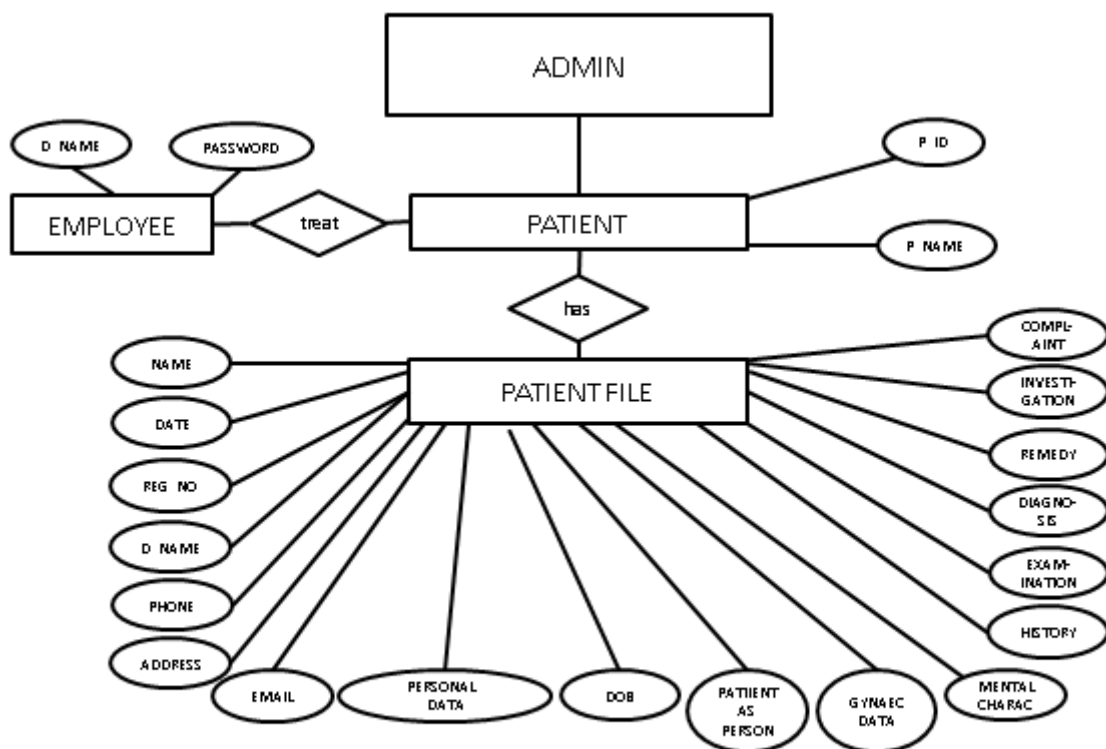 ADMIN
D NAME
PASSWORD
P ID
EMPLOYEE
treat
PATIENT
P NAME
has
NAME
PATIENT FILE
COMPL-
AINT
DATE
INVESTI-
GATION
REG NO
REMEDY
D NAME
DIAGNO-
SIS
PHONE
EXAM-
INATION
ADDRESS
HISTORY
EMAIL
PERSONAL
DATA
DOB
PATIIENT
AS
PERSON
GYNAEC
DATA
MENTAL
CHARAC